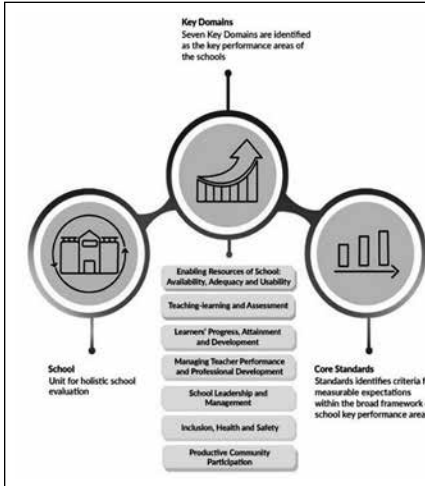 Key Domains
Seven Key Domains are identified
as the key performance areas of
the schools
Enabling Resources of School:
Availability, Adequacy and Usability
Teaching-learning and Assessment
Learners' Progress, Attainment
and Development
Managing Teacher Performance
and Professional Development
School Leadership and
Management
Inclusion, Health and Safety
Productive Community
Participation
School
Unit for holistic school
evaluation
Core Standards
Standards identifies criteria f
measurable expectations
within the broad framework
school key performance area